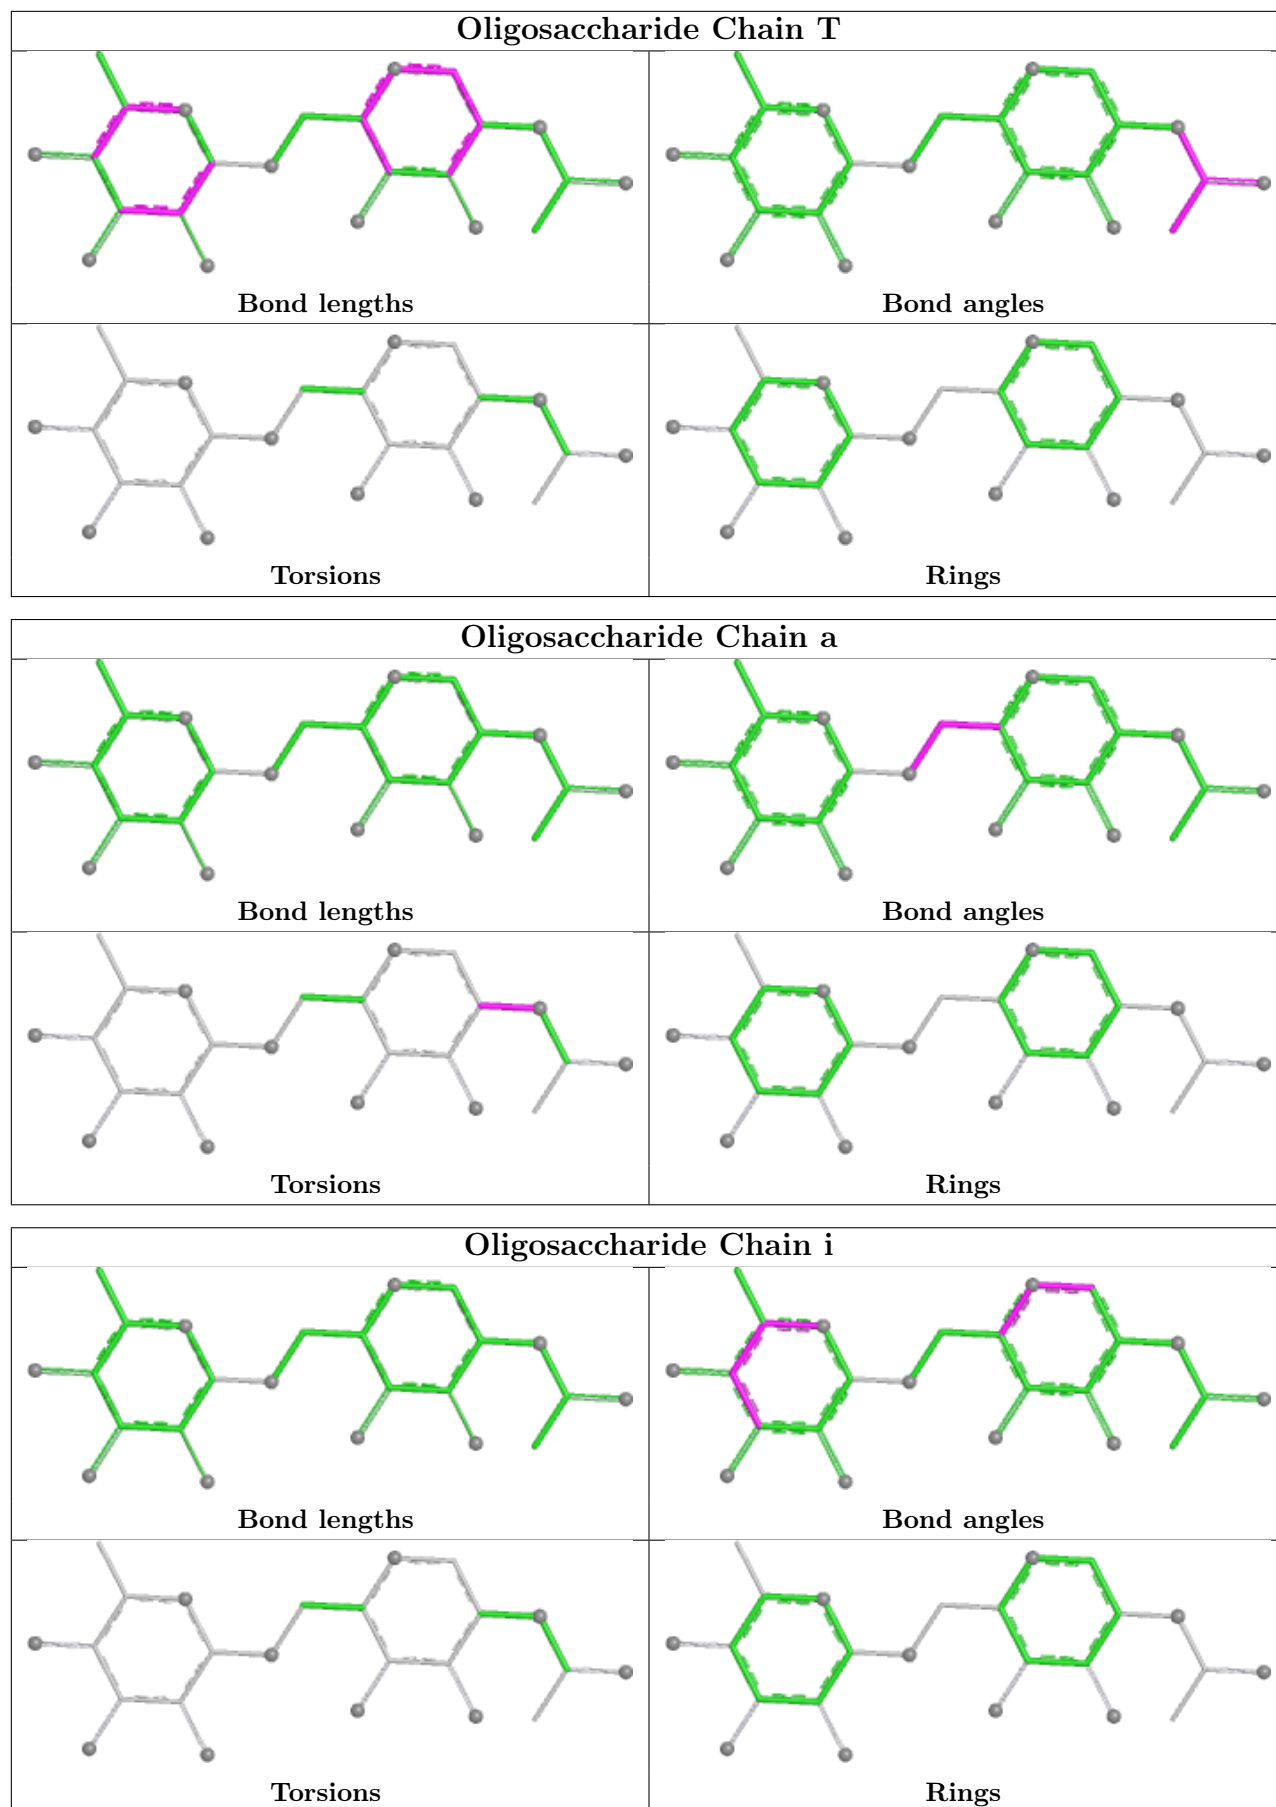 Oligosaccharide Chain T
Bond lengths
Bond angles
Torsions
Rings
Oligosaccharide Chain a
Bond lengths
Bond angles
Torsions
Rings
Oligosaccharide Chain i
Bond lengths
Bond angles
Torsions
Rings